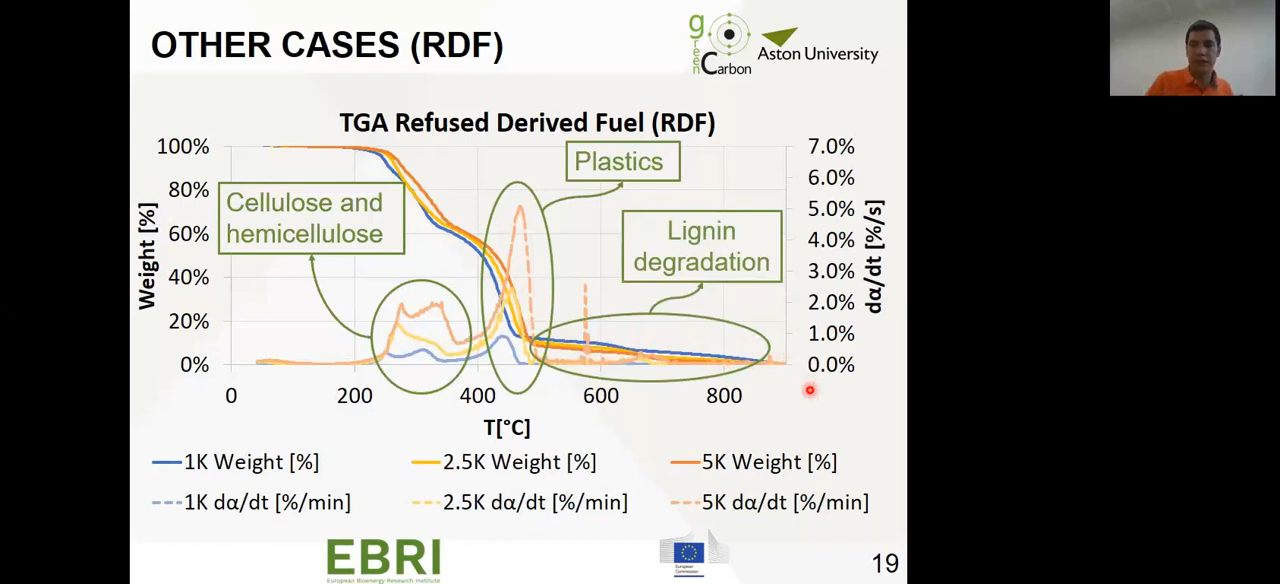 OTHER CASES (RDF)
green Carbon
Aston University
TGA Refused Derived Fuel (RDF)
100%
80%
60%
40%
20%
0%
Weight [%]
7.0%
6.0%
5.0%
4.0%
3.0%
2.0%
1.0%
0.0%
dα/dt [%/s]
Plastics
Cellulose and
hemicellulose
Lignin
degradation
0 200 400 600 800
T[°C]
1K Weight [%] 2.5K Weight [%] 5K Weight [%]
1K dα/dt [%/min] 2.5K dα/dt [%/min] 5K dα/dt [%/min]
EBRI
European Bioenergy Research Institute
European
Commission
19